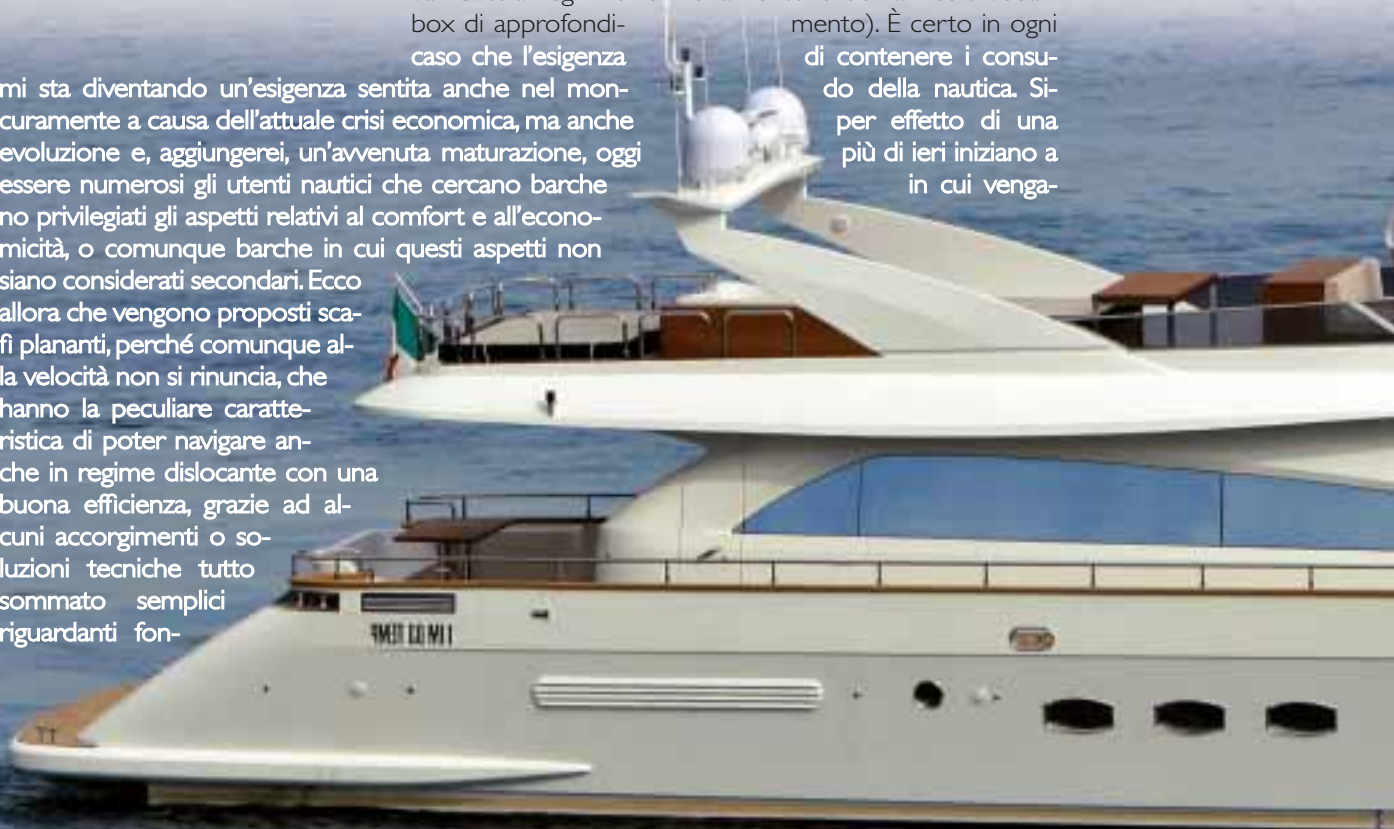 box di approfondi-
mento). È certo in ogni
caso che l’esigenza
di contenere i consu-
mi sta diventando un’esigenza sentita anche nel mon-
do della nautica. Si-
curamente a causa dell’attuale crisi economica, ma anche
per effetto di una
evoluzione e, aggiungerei, un’avvenuta maturazione, oggi
più di ieri iniziano a
essere numerosi gli utenti nautici che cercano barche
in cui venga-
no privilegiati gli aspetti relativi al comfort e all’econo-
micità, o comunque barche in cui questi aspetti non
siano considerati secondari. Ecco
allora che vengono proposti sca-
fi plananti, perché comunque al-
la velocità non si rinuncia, che
hanno la peculiare caratte-
ristica di poter navigare an-
che in regime dislocante con una
buona efficienza, grazie ad al-
cuni accorgimenti o so-
luzioni tecniche tutto
sommato semplici
riguardanti fon-